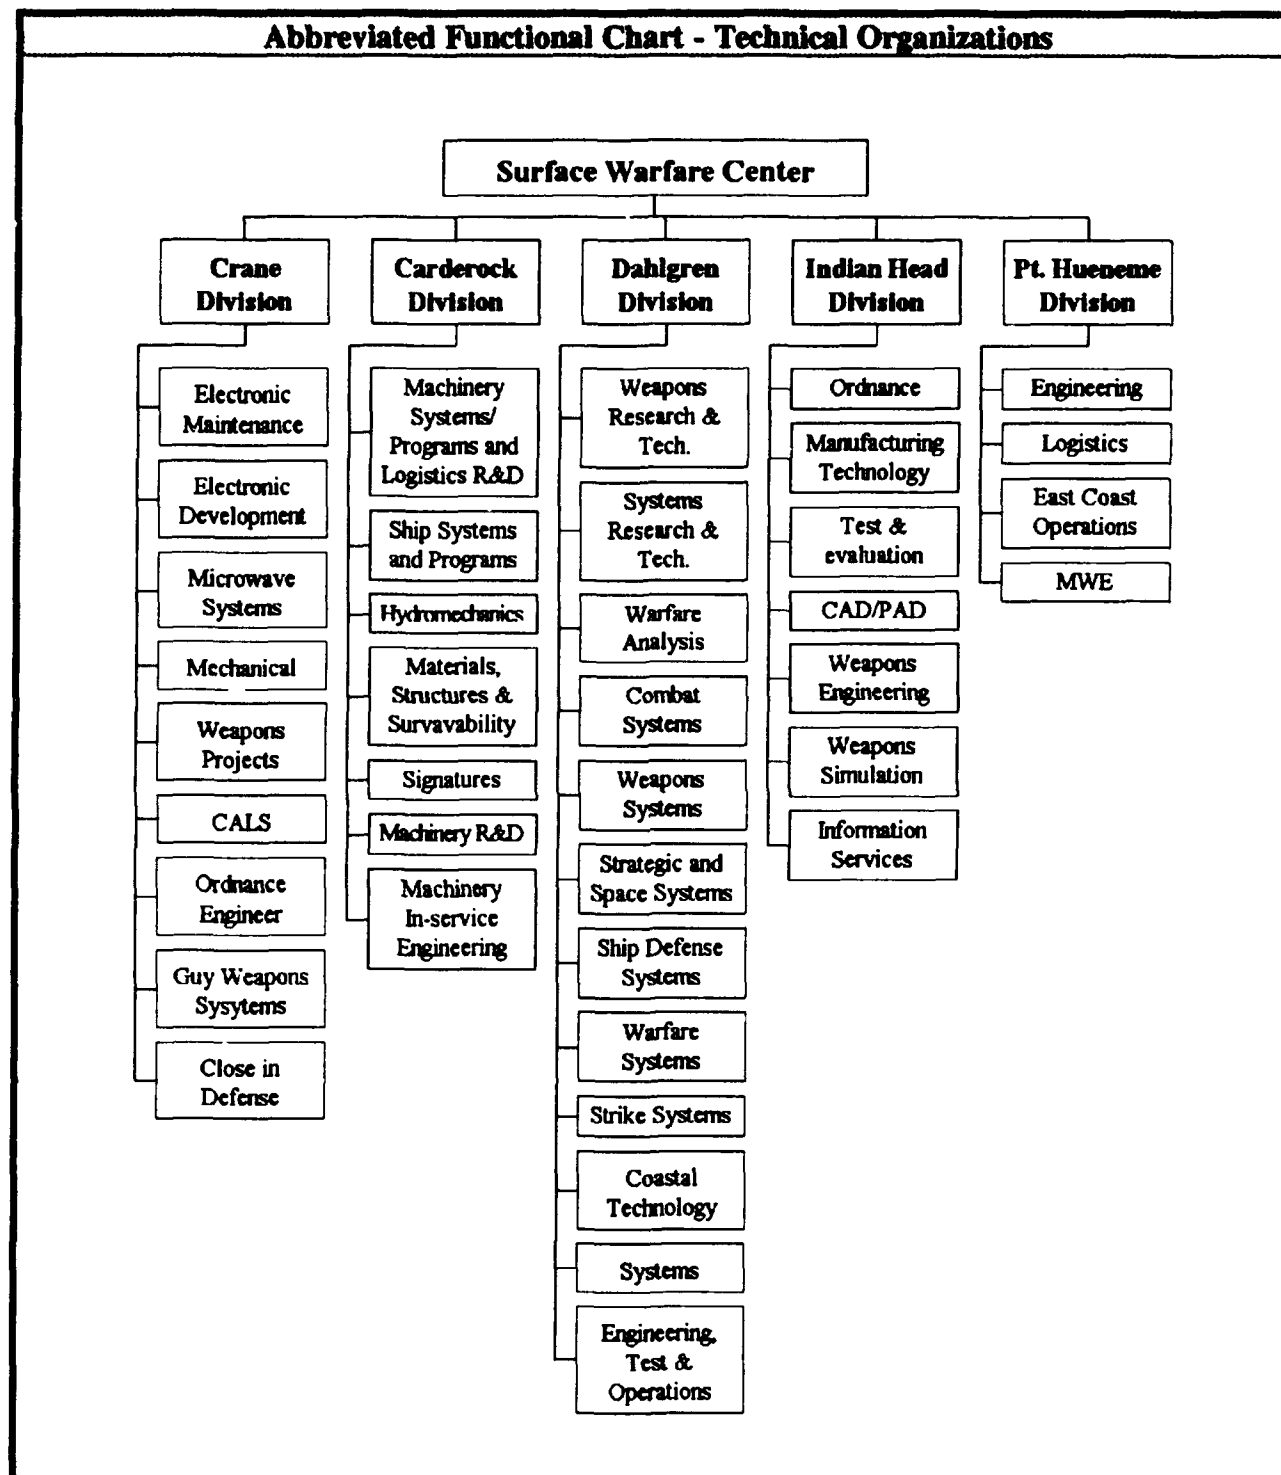 Abbreviated Functional Chart - Technical Organizations
Surface Warfare Center
Crane
Division
Electronic
Maintenance
Electronic
Development
Microwave
Systems
Mechanical
Weapons
Projects
CALS
Ordnance
Engineer
Guy Weapons
Sysytems
Close in
Defense
Carderock
Division
Machinery
Systems/
Programs and
Logistics R&D
Ship Systems
and Programs
Hydromechanics
Materials,
Structures &
Survavability
Signatures
Machinery R&D
Machinery
In-service
Engineering
Dahlgren
Division
Weapons
Research &
Tech.
Systems
Research &
Tech.
Warfare
Analysis
Combat
Systems
Weapons
Systems
Strategic and
Space Systems
Ship Defense
Systems
Warfare
Systems
Strike Systems
Coastal
Technology
Systems
Engineering,
Test &
Operations
Indian Head
Division
Ordnance
Manufacturing
Technology
Test &
evaluation
CAD/PAD
Weapons
Engineering
Weapons
Simulation
Information
Services
Pt. Hueneme
Division
Engineering
Logistics
East Coast
Operations
MWE